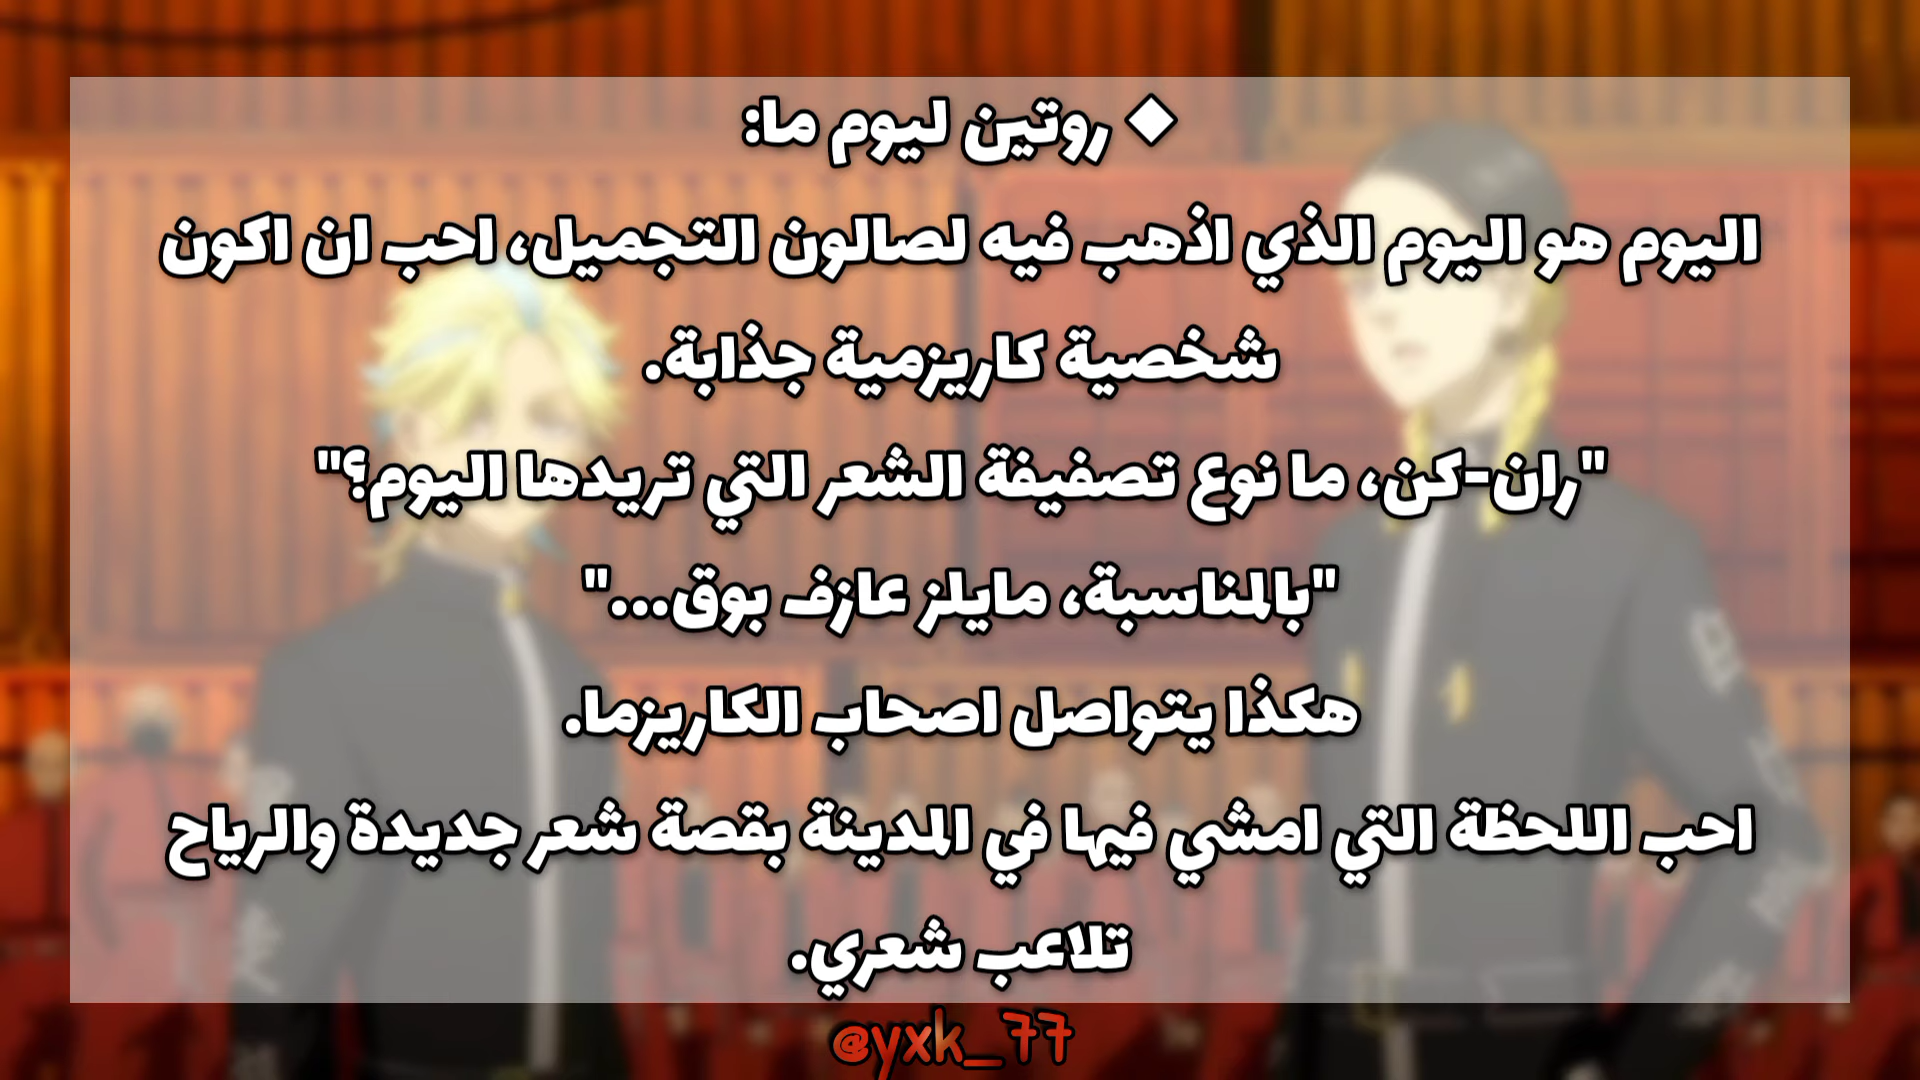 ◆ روتين ليوم ما:
اليوم هو اليوم الذي اذهب فيه لصالون التجميل، احب ان اكون
شخصية كاريزمية جذابة.
"ران-كن، ما نوع تصفيفة الشعر التي تريدها اليوم؟"
"بالمناسبة، مايلز عازف بوق..."
هكذا يتواصل اصحاب الكاريزما.
احب اللحظة التي امشي فيها في المدينة بقصة شعر جديدة والرياح
تلاعب شعري.
@yxk_77